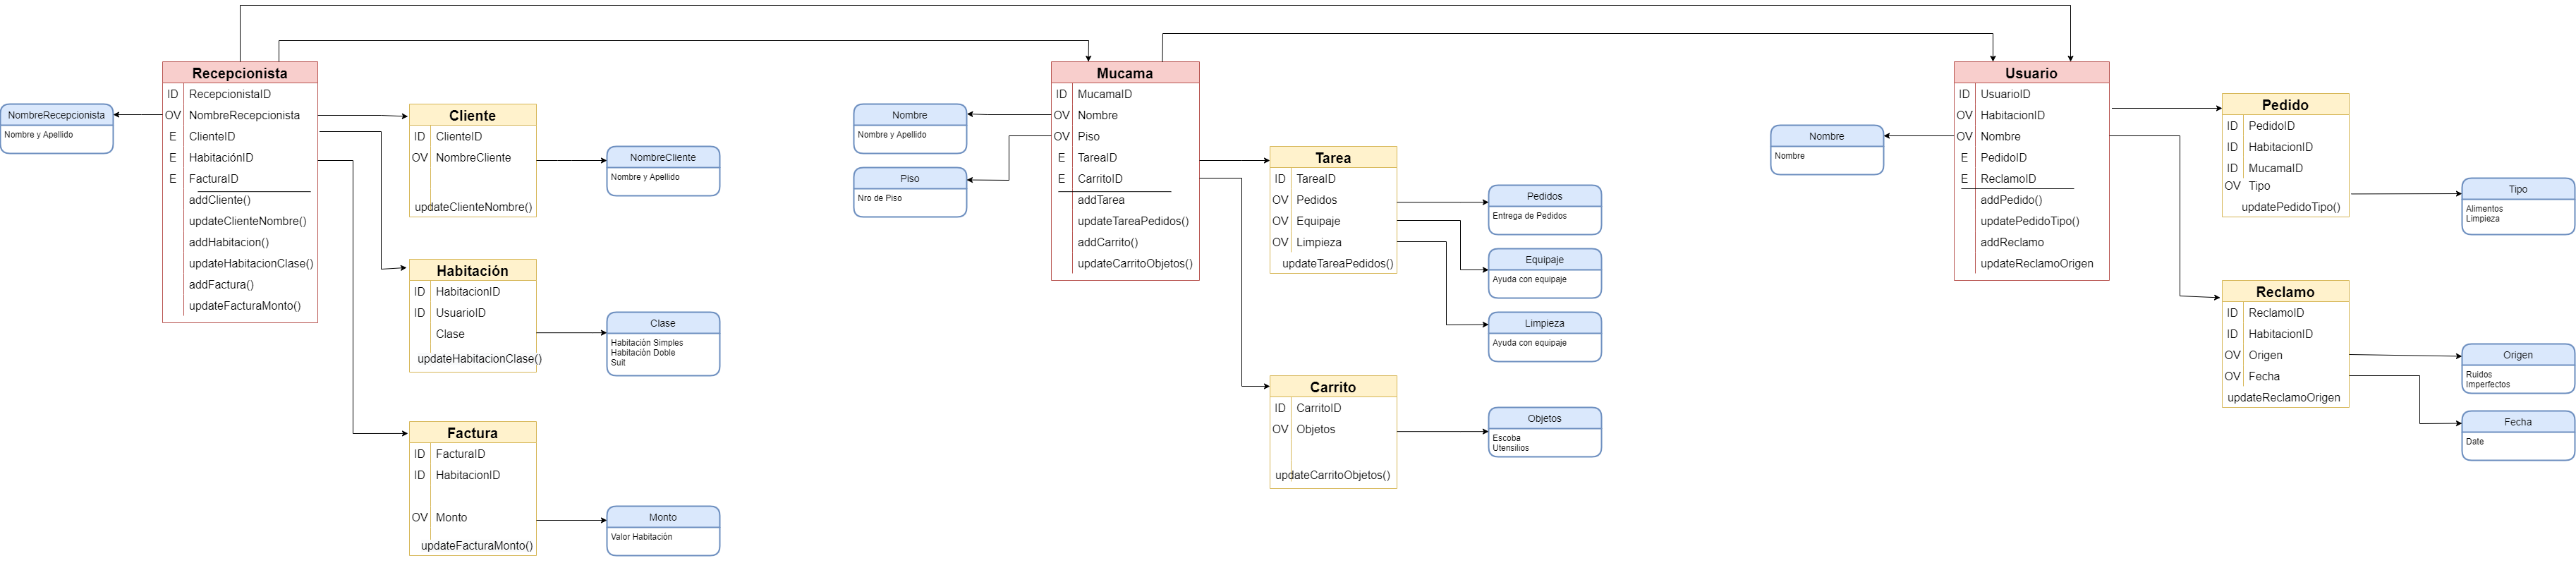 NombreRecepcionista
Nombre y Apellido
Recepcionista
ID RecepcionistaID
OV NombreRecepcionista
E ClienteID
E HabitaciónID
E FacturaID
addCliente()
updateClienteNombre()
addHabitacion()
updateHabitacionClase()
addFactura()
updateFacturaMonto()
Cliente
ID ClienteID
OV NombreCliente
updateClienteNombre()
NombreCliente
Nombre y Apellido
Habitación
ID HabitacionID
ID UsuarioID
Clase
updateHabitacionClase()
Clase
Habitación Simples
Habitación Doble
Suit
Factura
ID FacturaID
ID HabitacionID
OV Monto
updateFacturaMonto()
Monto
Valor Habitación
Nombre
Nombre y Apellido
Piso
Nro de Piso
Mucama
ID MucamaID
OV Nombre
OV Piso
E TareaID
E CarritoID
addTarea
updateTareaPedidos()
addCarrito()
updateCarritoObjetos()
Tarea
ID TareaID
OV Pedidos
OV Equipaje
OV Limpieza
updateTareaPedidos()
Pedidos
Entrega de Pedidos
Equipaje
Ayuda con equipaje
Limpieza
Ayuda con equipaje
Carrito
ID CarritoID
OV Objetos
updateCarritoObjetos()
Objetos
Escoba
Utensilios
Nombre
Nombre
Usuario
ID UsuarioID
OV HabitacionID
OV Nombre
E PedidoID
E ReclamoID
addPedido()
updatePedidoTipo()
addReclamo
updateReclamoOrigen
Pedido
ID PedidoID
ID HabitacionID
ID MucamaID
OV Tipo
updatePedidoTipo()
Tipo
Alimentos
Limpieza
Reclamo
ID ReclamoID
ID HabitacionID
OV Origen
OV Fecha
updateReclamoOrigen
Origen
Ruidos
Imperfectos
Fecha
Date